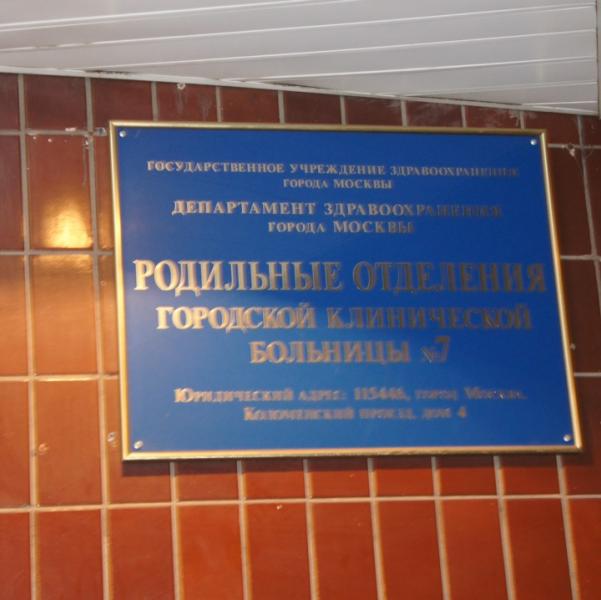 ГОСУДАРСТВЕННОЕ УЧРЕЖДЕНИЕ ЗДРАВООХРАНЕНИЯ
ГОРОДА МОСКВЫ
ДЕПАРТАМЕНТ ЗДРАВООХРАНЕНИЯ
ГОРОДА МОСКВЫ
РОДИЛЬНЫЕ ОТДЕЛЕНИЯ
ГОРОДСКОЙ КЛИНИЧЕСКОЙ
БОЛЬНИЦЫ №7
ЮРИДИЧЕСКИЙ АДРЕС: 115446, ГОРОД МОСКВА,
КОЛОМЕНСКИЙ ПРОЕЗД, ДОМ 4